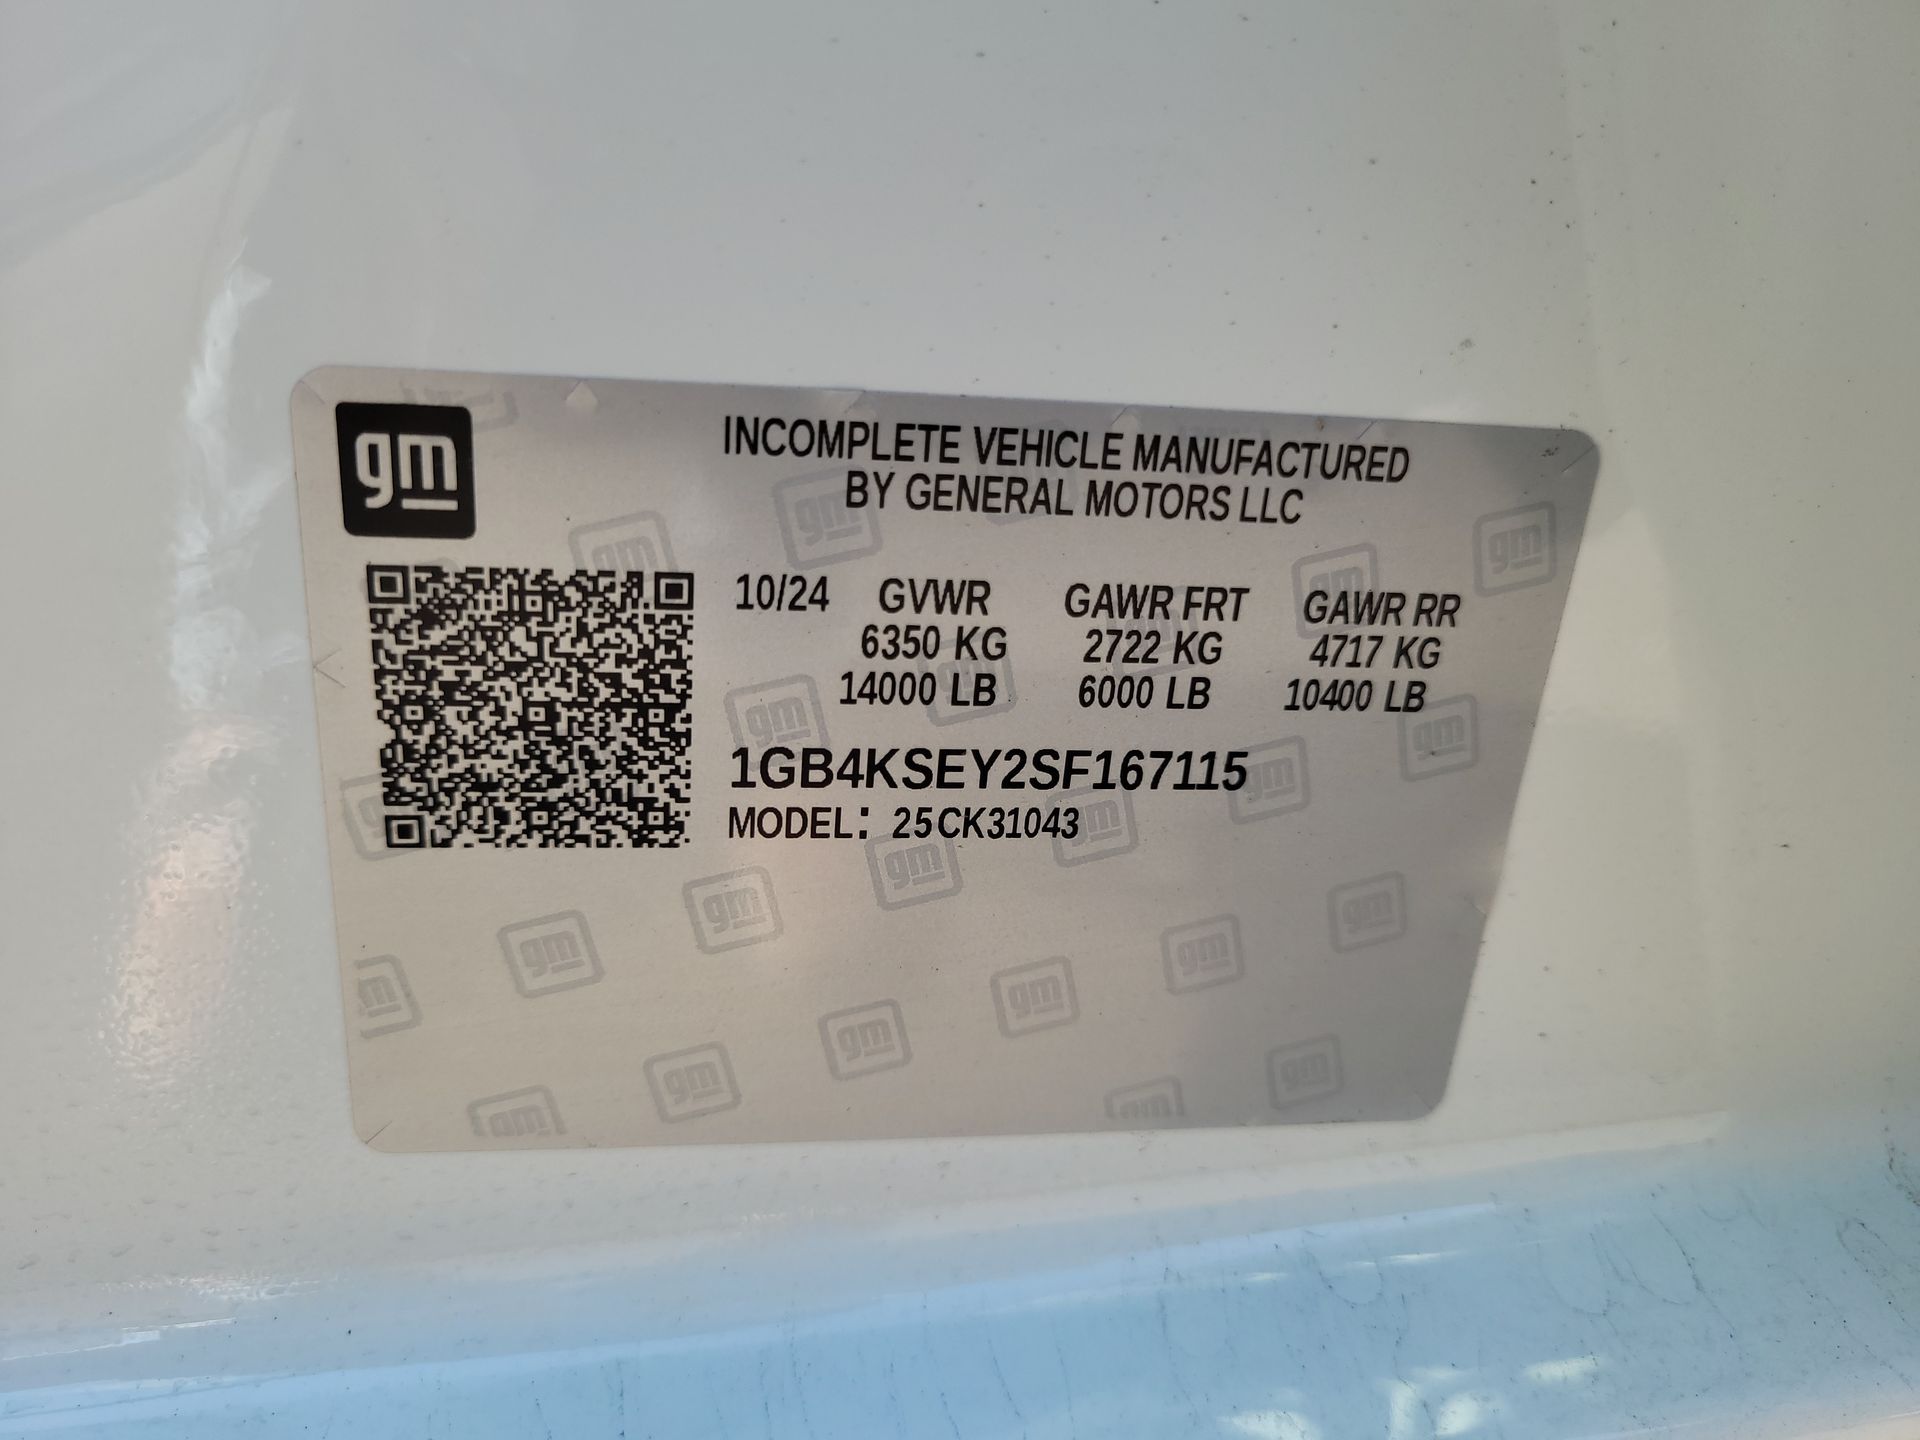 gm
INCOMPLETE VEHICLE MANUFACTURED
BY GENERAL MOTORS LLC
10/24 GVWR GAWR FRT GAWR RR
6350 KG 2722 KG 4717 KG
14000 LB 6000 LB 10400 LB
1GB4KSEY2SF167115
MODEL: 25CK31043